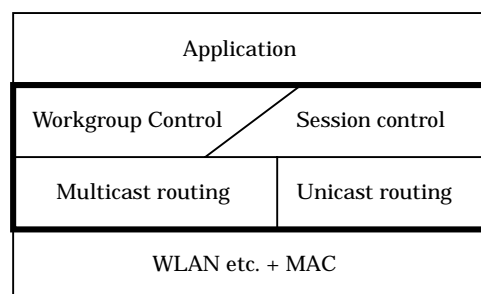 Application
Workgroup Control
Session control
Multicast routing
Unicast routing
WLAN etc. + MAC